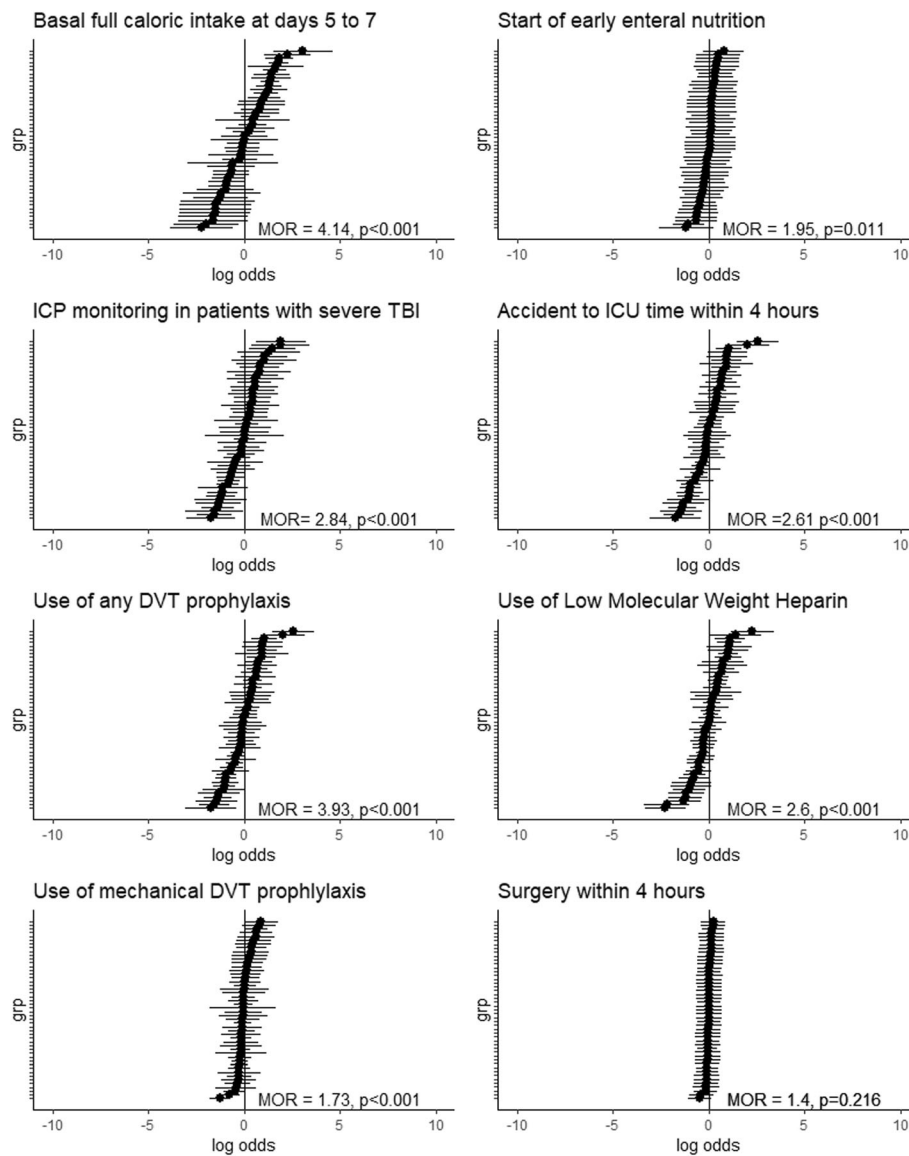 Basal full caloric intake at days 5 to 7
grp
MOR = 4.14, p<0.001
-10 -5 0 5 10
log odds
Start of early enteral nutrition
grp
MOR = 1.95, p=0.011
-10 -5 0 5 10
log odds
ICP monitoring in patients with severe TBI
grp
MOR= 2.84, p<0.001
-10 -5 0 5 10
log odds
Accident to ICU time within 4 hours
grp
MOR =2.61 p<0.001
-10 -5 0 5 10
log odds
Use of any DVT prophylaxis
grp
MOR = 3.93, p<0.001
-10 -5 0 5 10
log odds
Use of Low Molecular Weight Heparin
grp
MOR = 2.6, p<0.001
-10 -5 0 5 10
log odds
Use of mechanical DVT prophlylaxis
grp
MOR = 1.73, p<0.001
-10 -5 0 5 10
log odds
Surgery within 4 hours
grp
MOR = 1.4, p=0.216
-10 -5 0 5 10
log odds